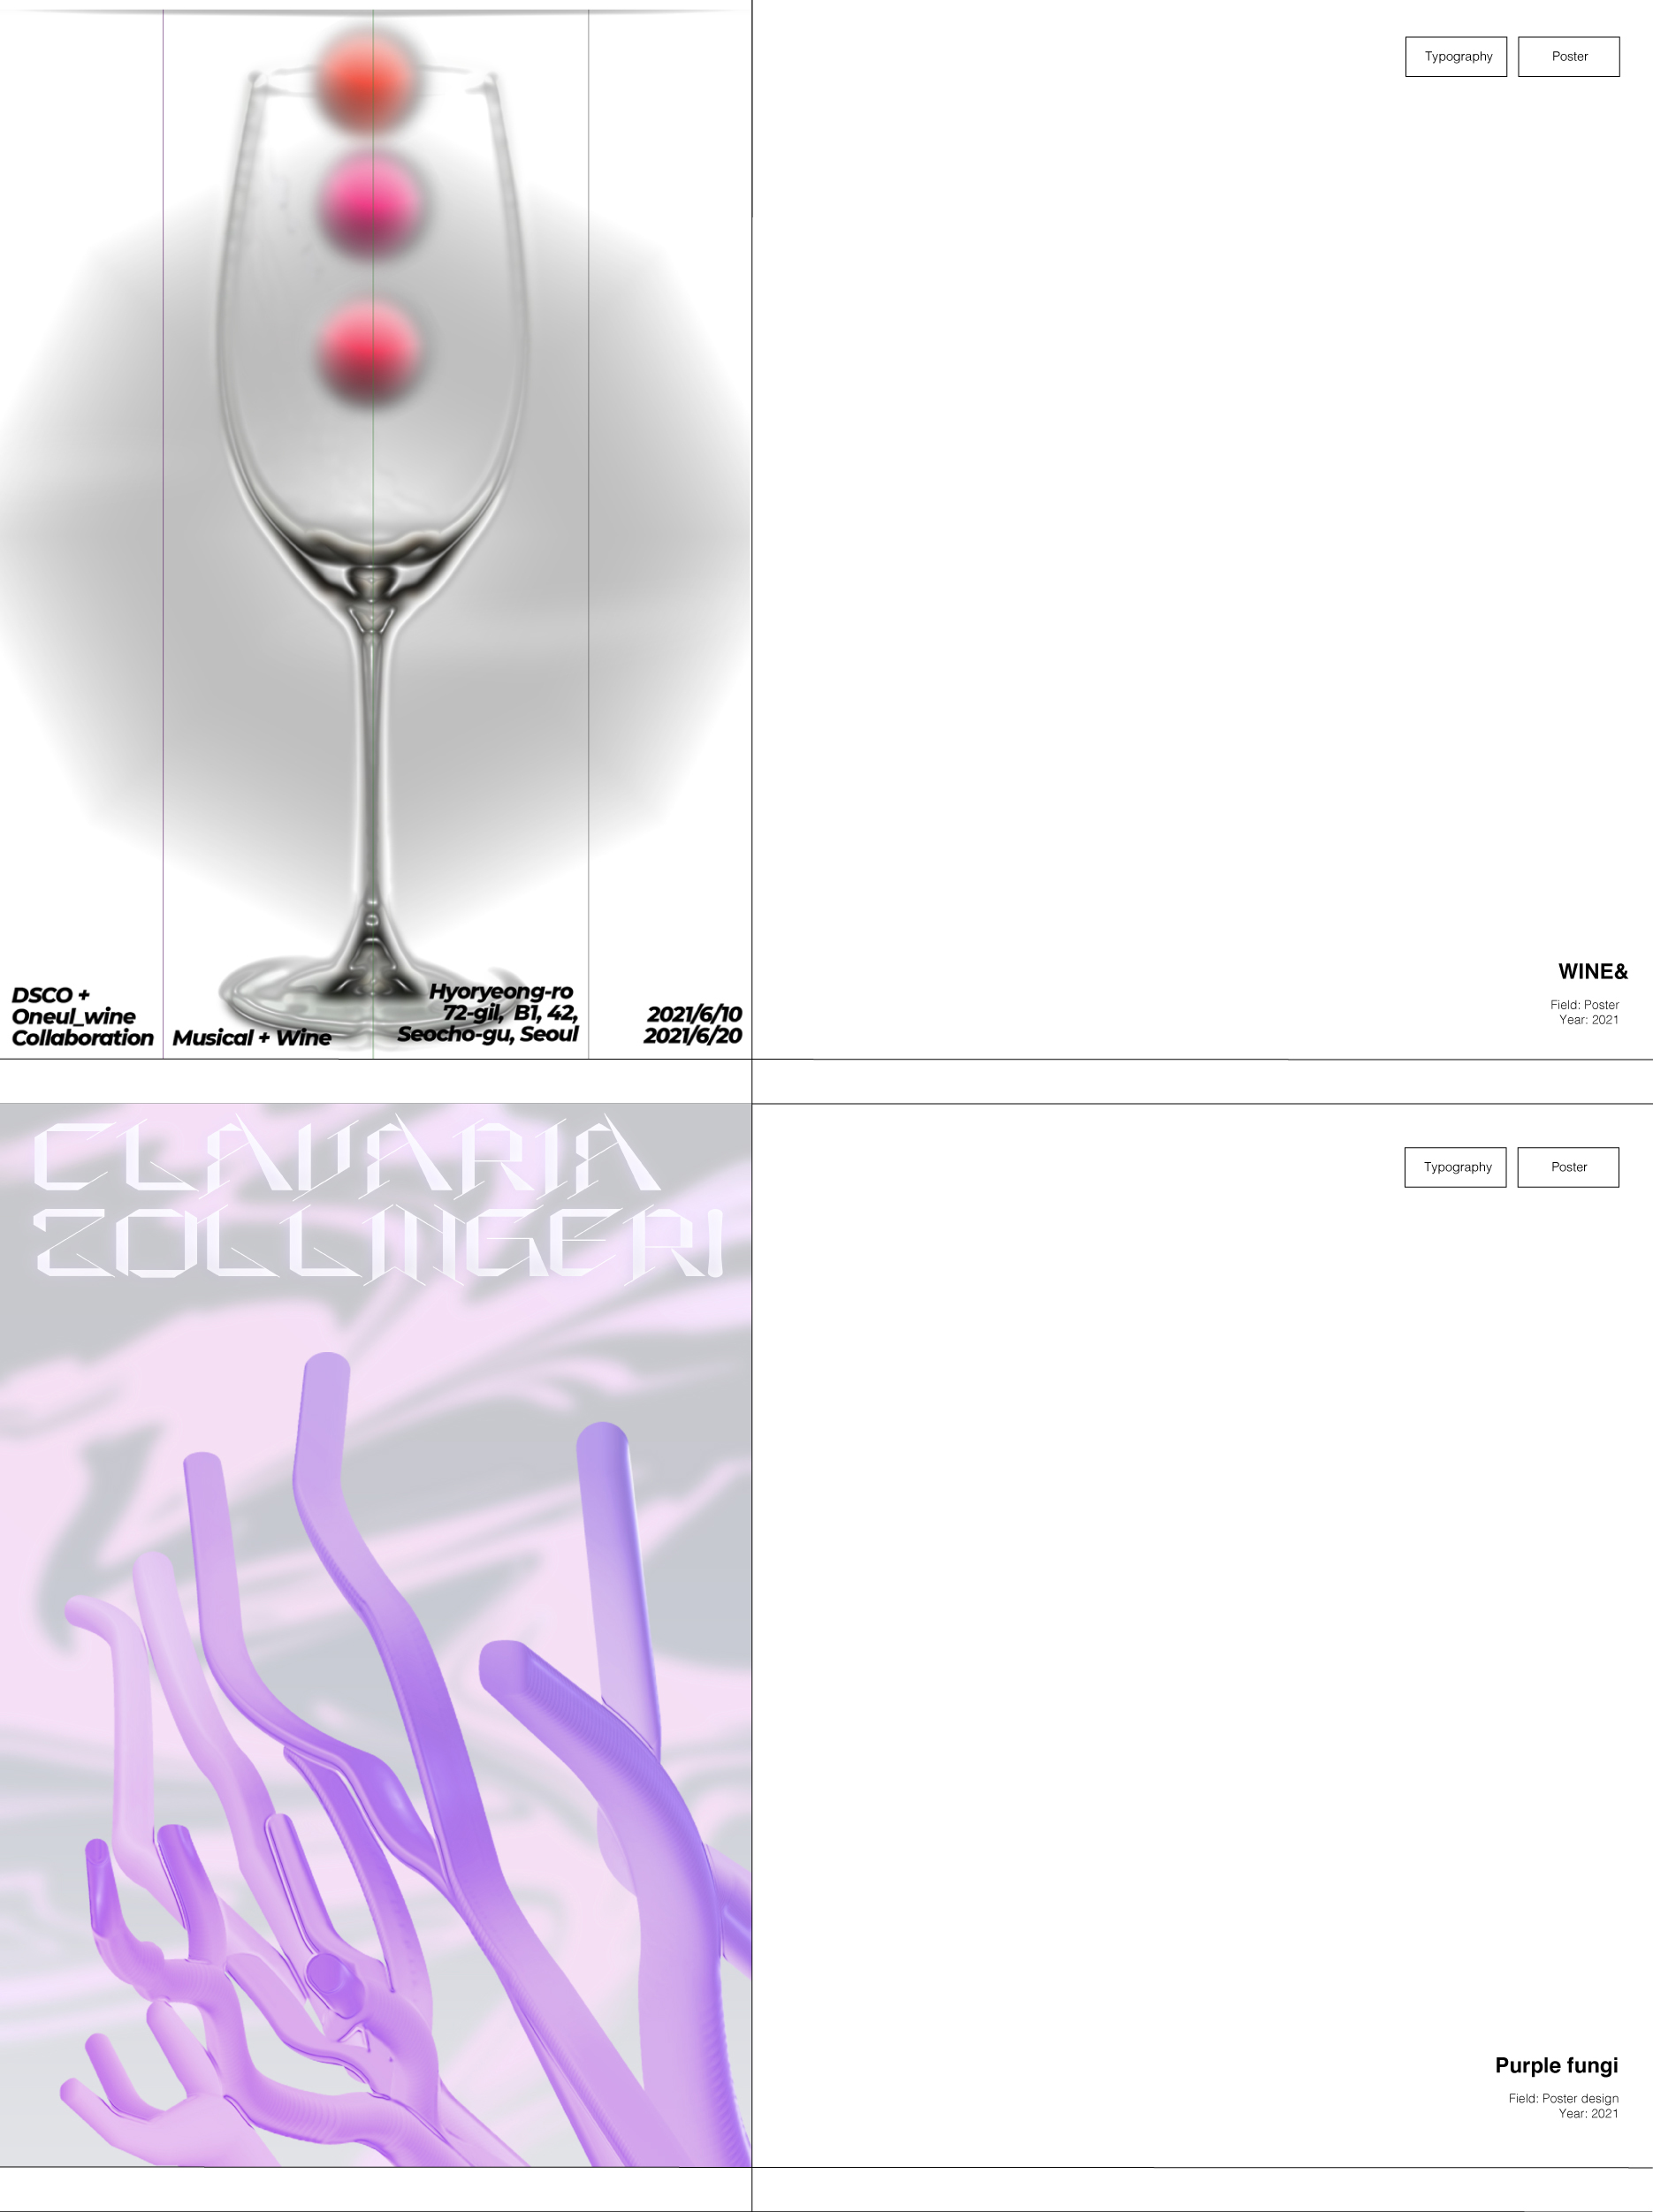 Typography
Poster
DSCO +
Oneul_wine
Collaboration
Musical + Wine
Hyoryeong-ro
72-gil, B1, 42,
Seocho-gu, Seoul
2021/6/10
2021/6/20
WINE&
Field: Poster
Year: 2021
CLAVARIA
ZOLLINGERI
Typography
Poster
Purple fungi
Field: Poster design
Year: 2021